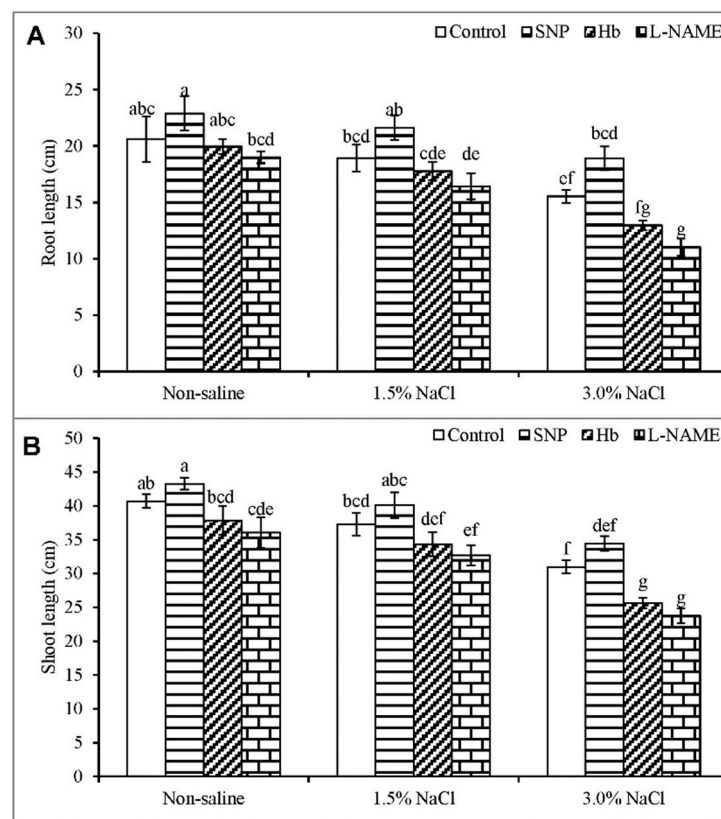 A
Control SNP Hb L-NAME
30
25
20
15
10
5
0
Root length (cm)
abc a abc bcd
bcd ab cde de
ef bcd fg g
Non-saline 1.5% NaCl 3.0% NaCl
B
Control SNP Hb L-NAME
50
45
40
35
30
25
20
15
10
5
0
Shoot length (cm)
ab a bcd cde
bcd abc def ef
f def g g
Non-saline 1.5% NaCl 3.0% NaCl